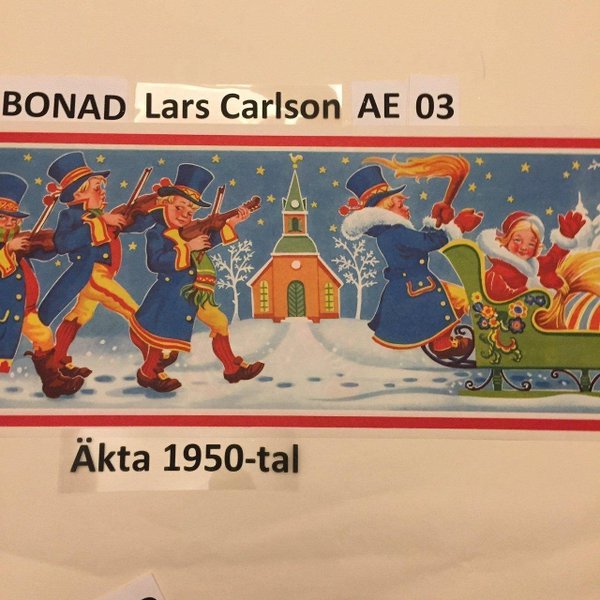 BONAD Lars Carlson AE 03
Äkta 1950-tal